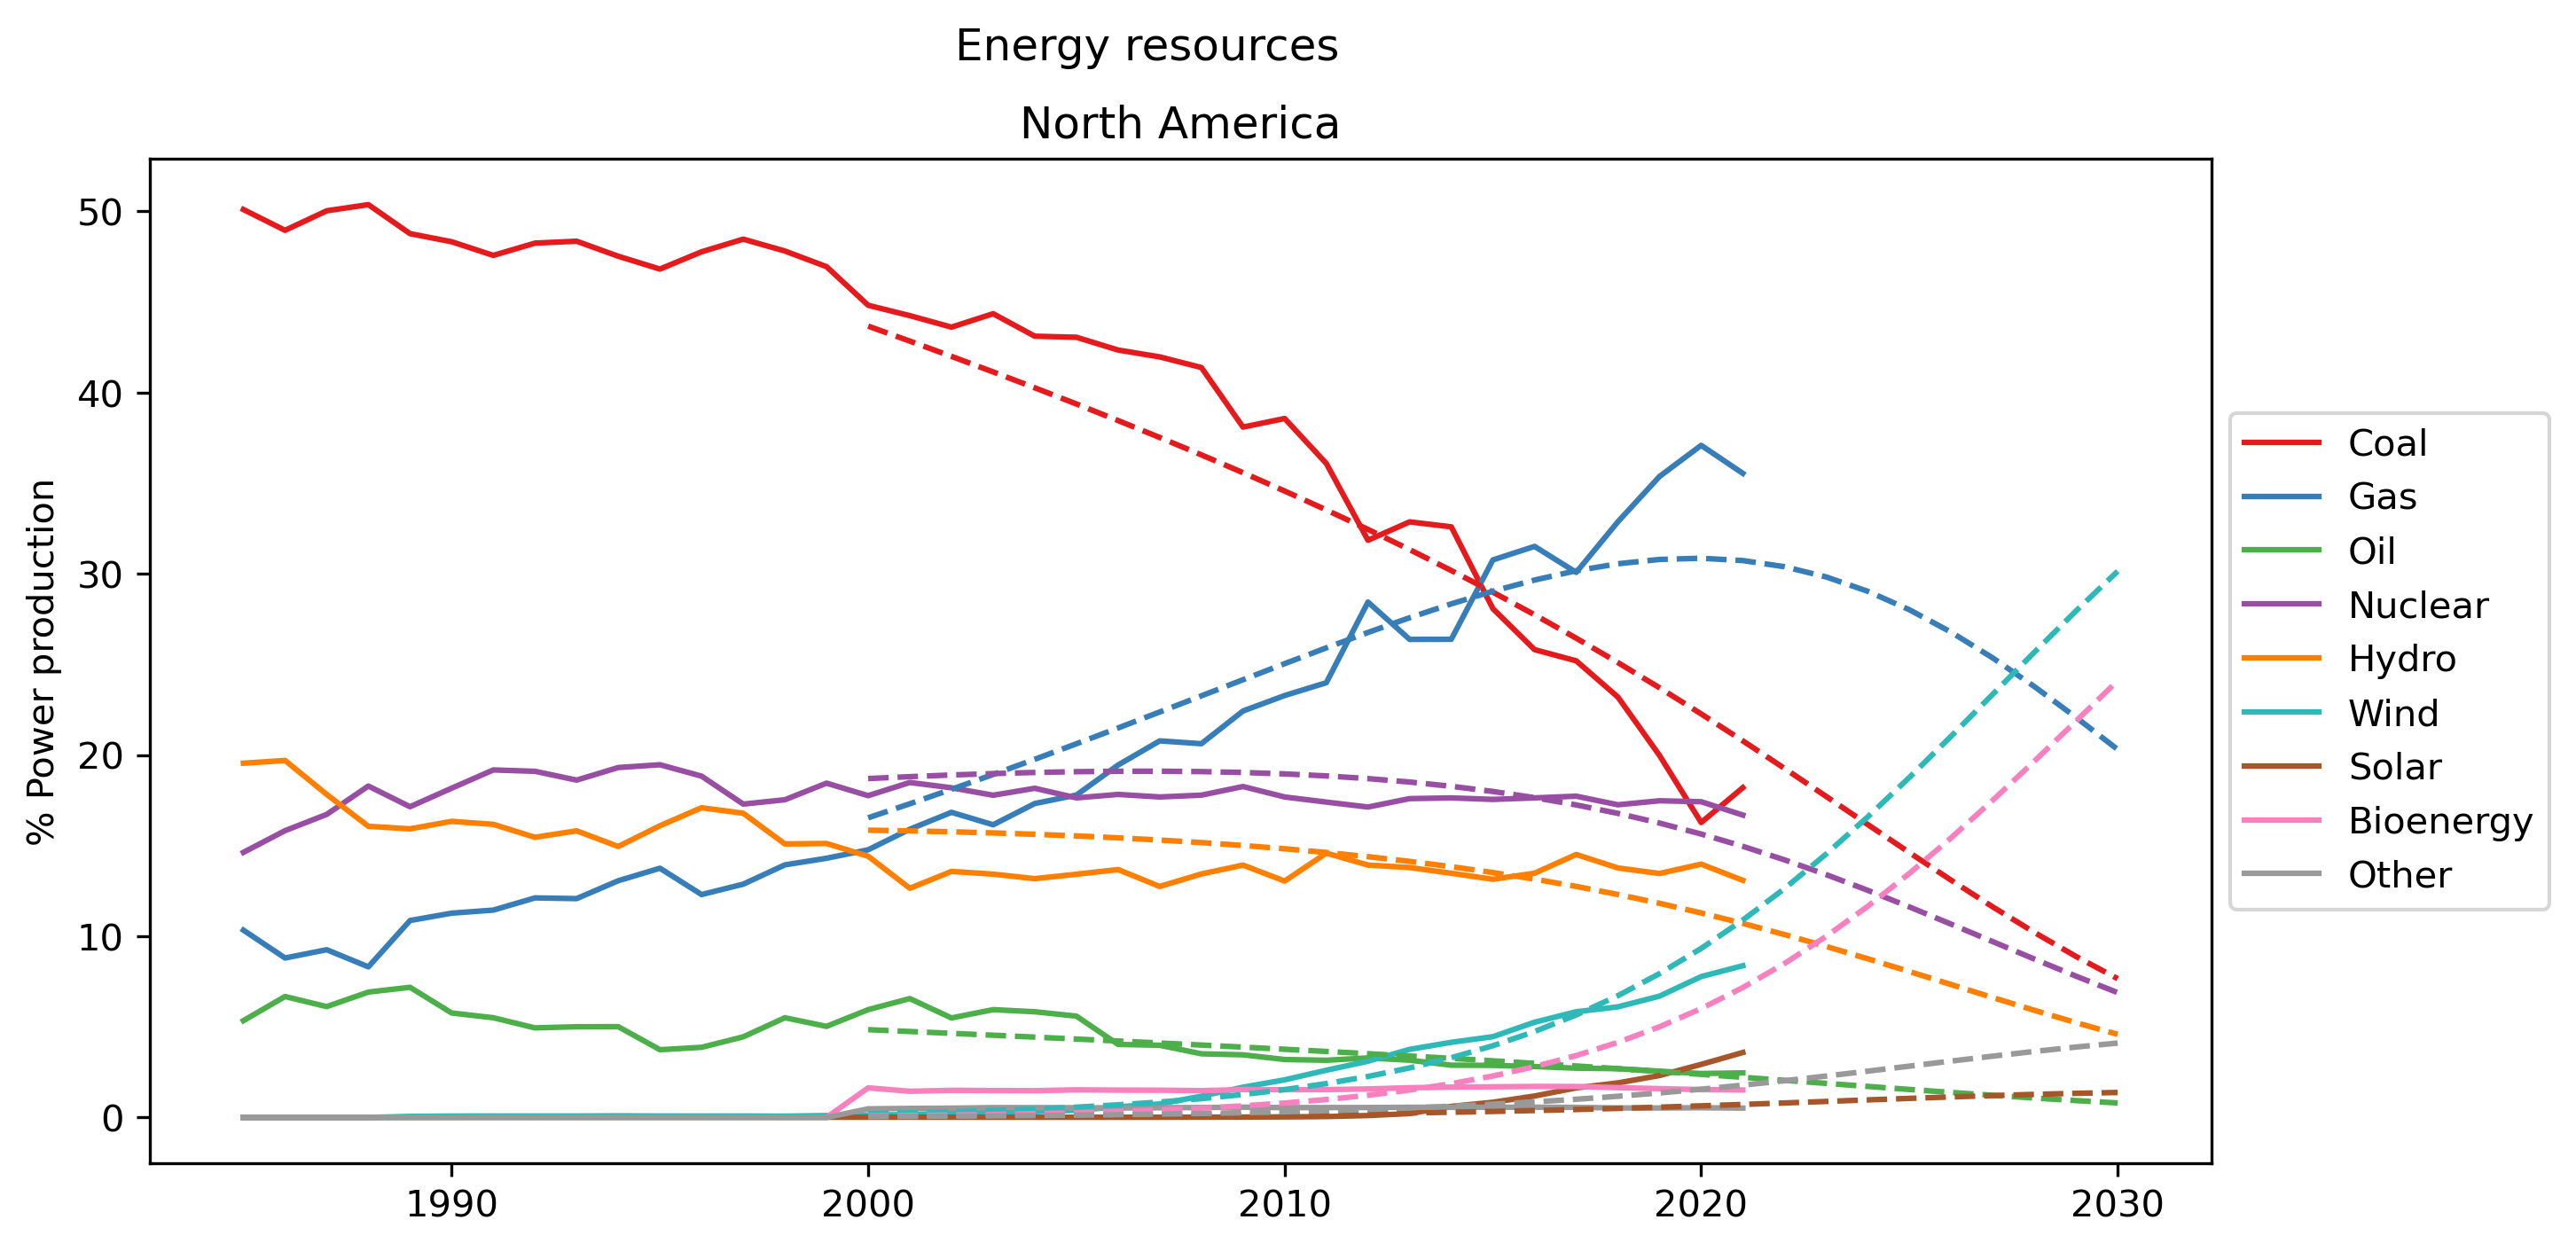 Energy resources
North America
% Power production
50
40
30
20
10
0
1990
2000
2010
2020
2030
Coal
Gas
Oil
Nuclear
Hydro
Wind
Solar
Bioenergy
Other